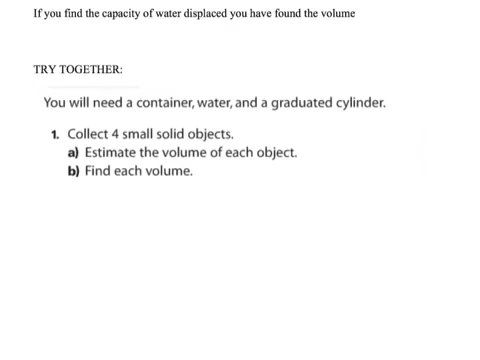 If you find the capacity of water displaced you have found the volume
TRY TOGETHER:
You will need a container, water, and a graduated cylinder.
1. Collect 4 small solid objects.
a) Estimate the volume of each object.
b) Find each volume.